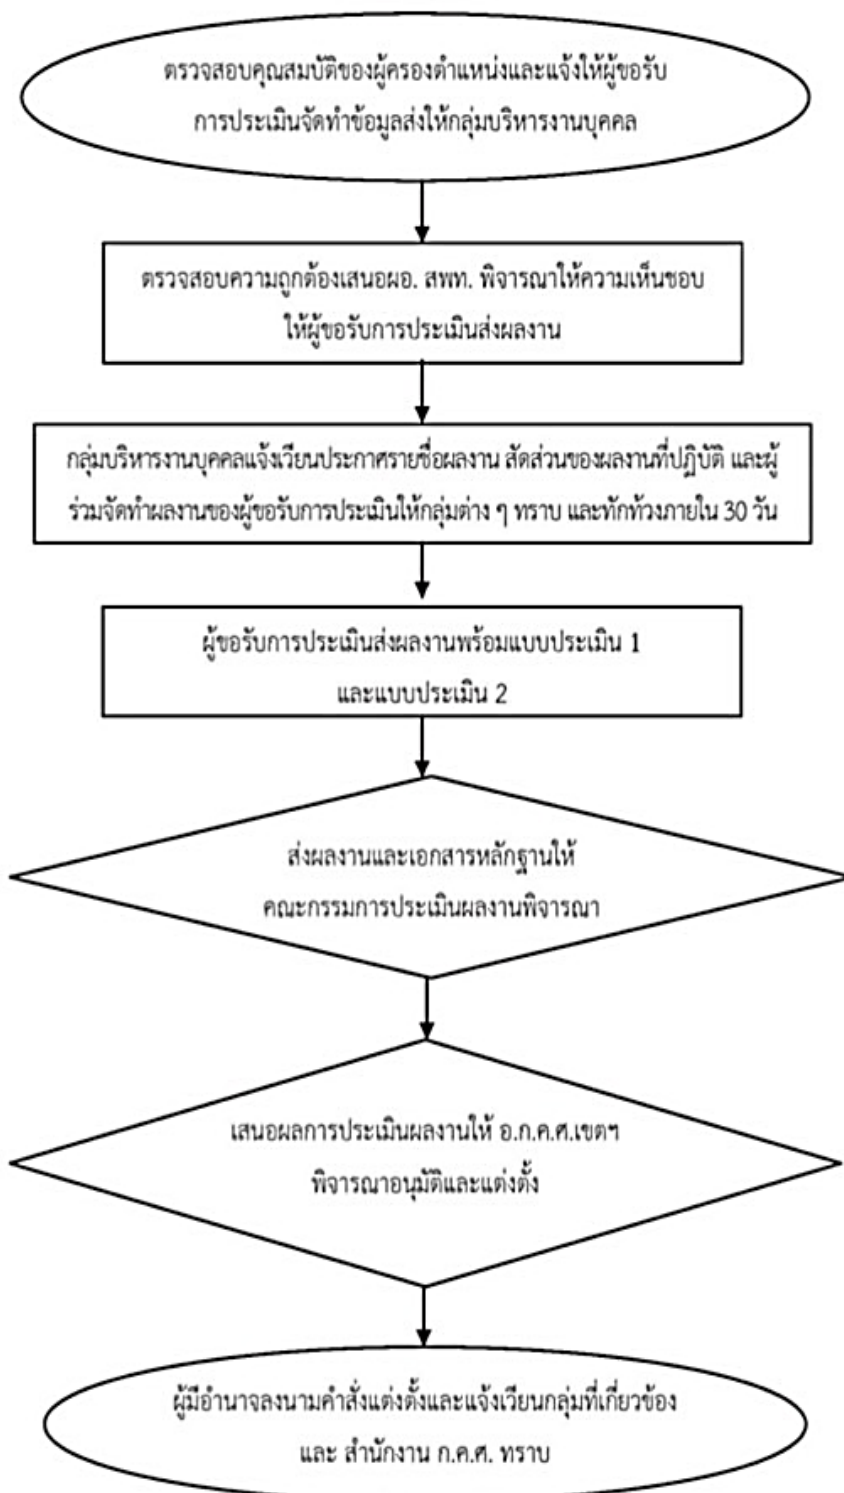 ตรวจสอบคุณสมบัติของผู้ครองตำแหน่งและแจ้งให้ผู้ขอรับ
การประเมินจัดทำข้อมูลส่งให้กลุ่มบริหารงานบุคคล
ตรวจสอบความถูกต้องเสนอผอ. สพท. พิจารณาให้ความเห็นชอบ
ให้ผู้ขอรับการประเมินส่งผลงาน
กลุ่มบริหารงานบุคคลแจ้งเวียนประกาศรายชื่อผลงาน สัดส่วนของผลงานที่ปฏิบัติ และผู้
ร่วมจัดทำผลงานของผู้ขอรับการประเมินให้กลุ่มต่าง ๆ ทราบ และทักท้วงภายใน 30 วัน
ผู้ขอรับการประเมินส่งผลงานพร้อมแบบประเมิน 1
และแบบประเมิน 2
ส่งผลงานและเอกสารหลักฐานให้
คณะกรรมการประเมินผลงานพิจารณา
เสนอผลการประเมินผลงานให้ อ.ก.ค.ศ.เขตฯ
พิจารณาอนุมัติและแต่งตั้ง
ผู้มีอำนาจลงนามคำสั่งแต่งตั้งและแจ้งเวียนกลุ่มที่เกี่ยวข้อง
และ สำนักงาน ก.ค.ศ. ทราบ